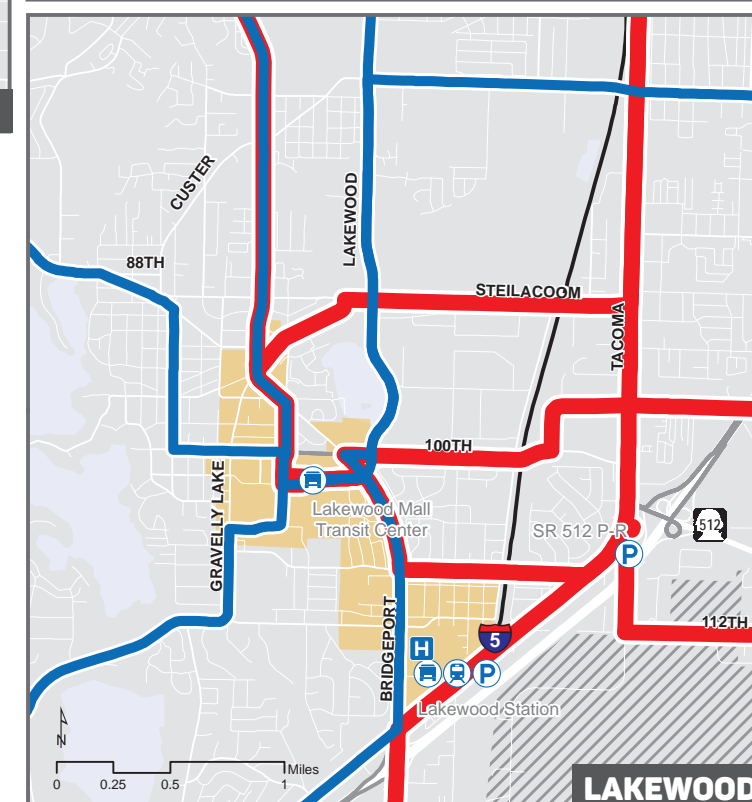 CUSTER
LAKEWOOD
88TH
STEILACOOM
TACOMA
100TH
GRAVELLY LAKE
Lakewood Mall
Transit Center
SR 512 P-R
512
P
BRIDGEPORT
112TH
5
H
P
Lakewood Station
N
Miles
0 0.25 0.5 1
LAKEWOOD